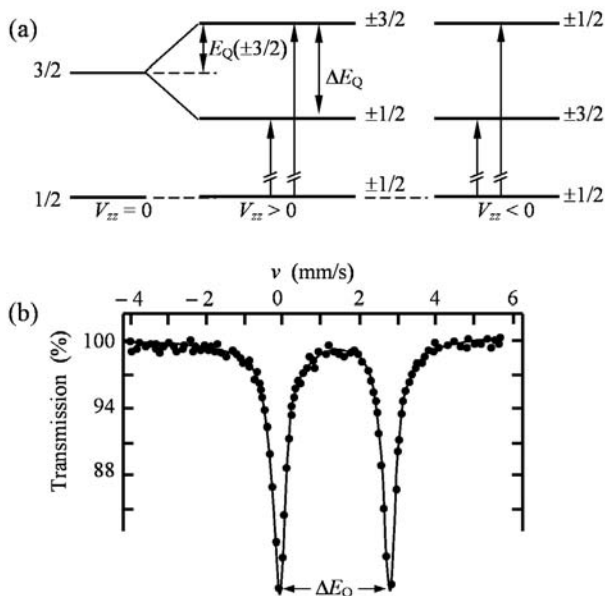 (a)
±3/2
±1/2
E_Q(±3/2)
3/2
ΔE_Q
±1/2
±3/2
1/2
±1/2
±1/2
V_zz = 0
V_zz > 0
V_zz < 0
v (mm/s)
(b)
−4 −2 0 2 4 6
Transmission (%)
100
94
88
ΔE_Q